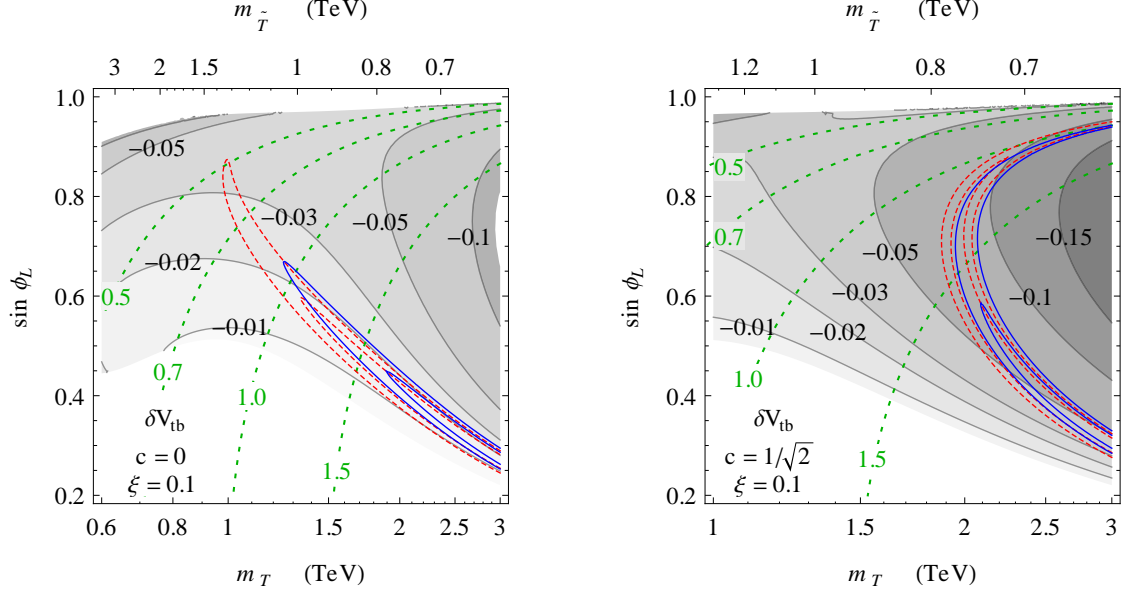 m_T̃ (TeV)
3 2 1.5 1 0.8 0.7
1.0
0.8
0.6
0.4
0.2
sin ϕ_L
−0.05
−0.03
−0.05
−0.1
−0.02
−0.01
0.5
0.7
1.0
1.5
δV_tb
c = 0
ξ = 0.1
0.6 0.8 1 1.5 2 2.5 3
m_T (TeV)
m_T̃ (TeV)
1.2 1 0.8 0.7
1.0
0.8
0.6
0.4
0.2
sin ϕ_L
0.5
0.7
−0.15
−0.05
−0.03
−0.1
−0.01
−0.02
1.0
1.5
δV_tb
c = 1/√2
ξ = 0.1
1 1.5 2 2.5 3
m_T (TeV)